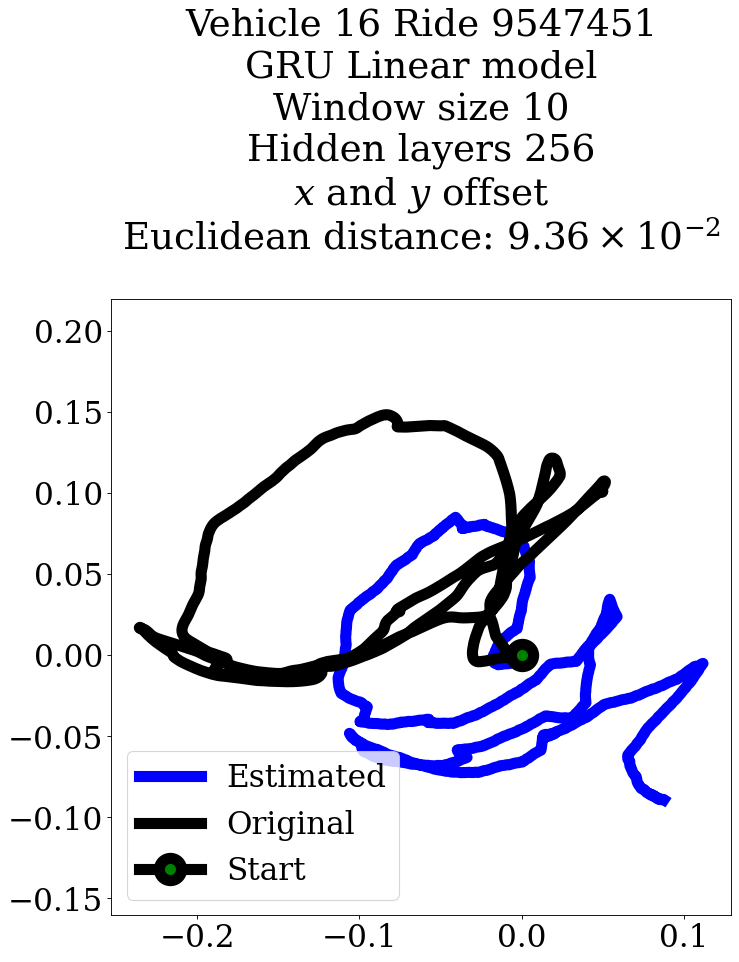 Vehicle 16 Ride 9547451
GRU Linear model
Window size 10
Hidden layers 256
x and y offset
Euclidean distance: 9.36 × 10⁻²
0.20
0.15
0.10
0.05
0.00
−0.05
−0.10
−0.15
Estimated
Original
Start
−0.2 −0.1 0.0 0.1